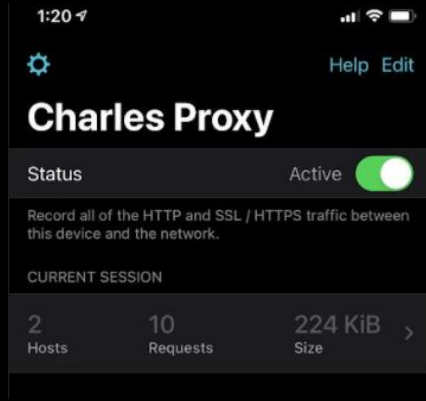 1:20
Help Edit
Charles Proxy
Status Active
Record all of the HTTP and SSL / HTTPS traffic between
this device and the network.
CURRENT SESSION
2 10 224 KiB
Hosts Requests Size